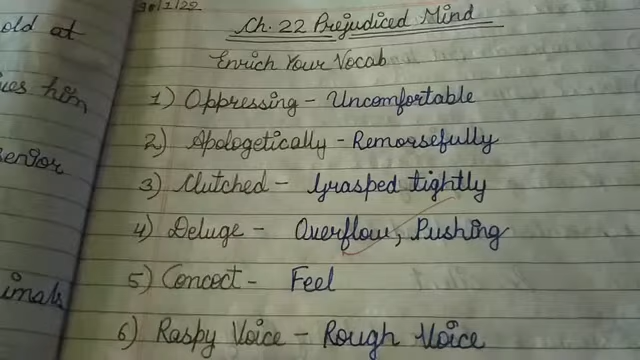 30/1/22
Ch. 22 Prejudiced Mind
Enrich Your Vocab
1) Oppressing - Uncomfortable
2) Apologetically - Remorsefully
3) Clutched - Grasped tightly
4) Deluge - Overflow, Pushing
5) Concoct - Feel
6) Raspy Voice - Rough Voice
old at
him
senior